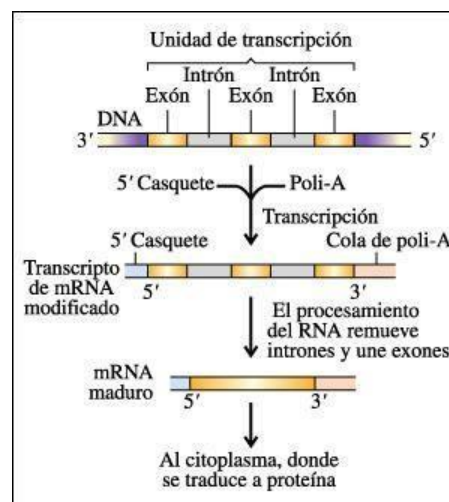 Unidad de transcripción
Intrón Intrón
Exón Exón Exón
DNA
3′ 5′
5′ Casquete Poli-A
Transcripción
5′ Casquete Cola de poli-A
Transcripto
de mRNA
modificado
5′ 3′
El procesamiento
del RNA remueve
intrones y une exones
mRNA
maduro
5′ 3′
Al citoplasma, donde
se traduce a proteína